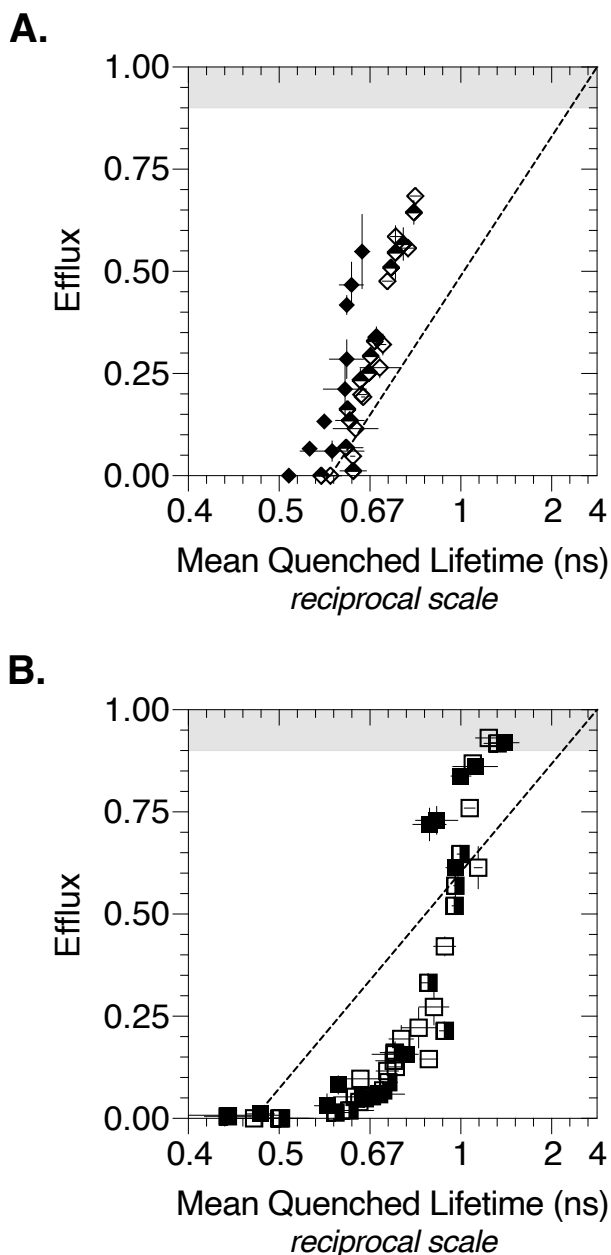 A.
1.00
0.75
0.50
0.25
0.00
Efflux
0.4 0.5 0.67 1 2 4
Mean Quenched Lifetime (ns)
reciprocal scale
B.
1.00
0.75
0.50
0.25
0.00
Efflux
0.4 0.5 0.67 1 2 4
Mean Quenched Lifetime (ns)
reciprocal scale